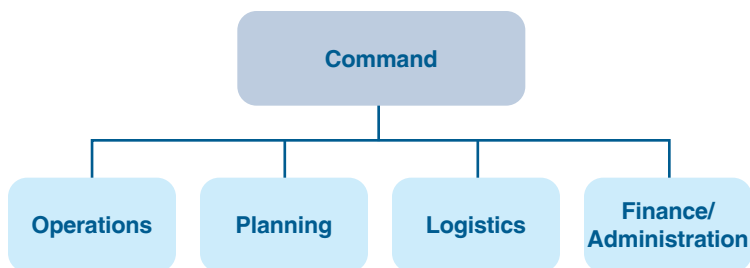 Command
Operations
Planning
Logistics
Finance/
Administration